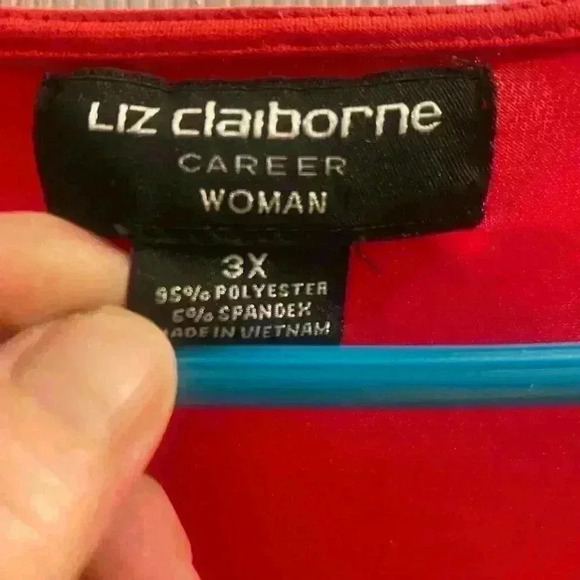 Liz claiborne
CAREER
WOMAN
3X
95% POLYESTER
5% SPANDEX
MADE IN VIETNAM